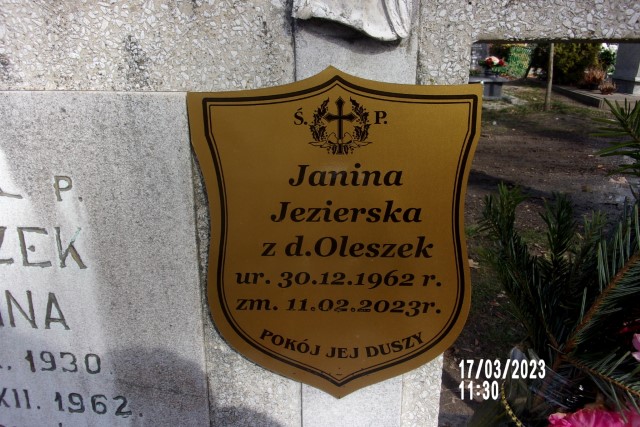 Ś. P.
Janina
Jezierska
z d.Oleszek
ur. 30.12.1962 r.
zm. 11.02.2023r.
POKÓJ JEJ DUSZY
P.
ZEK
NNA
1930
XII. 1962.
17/03/2023
11:30